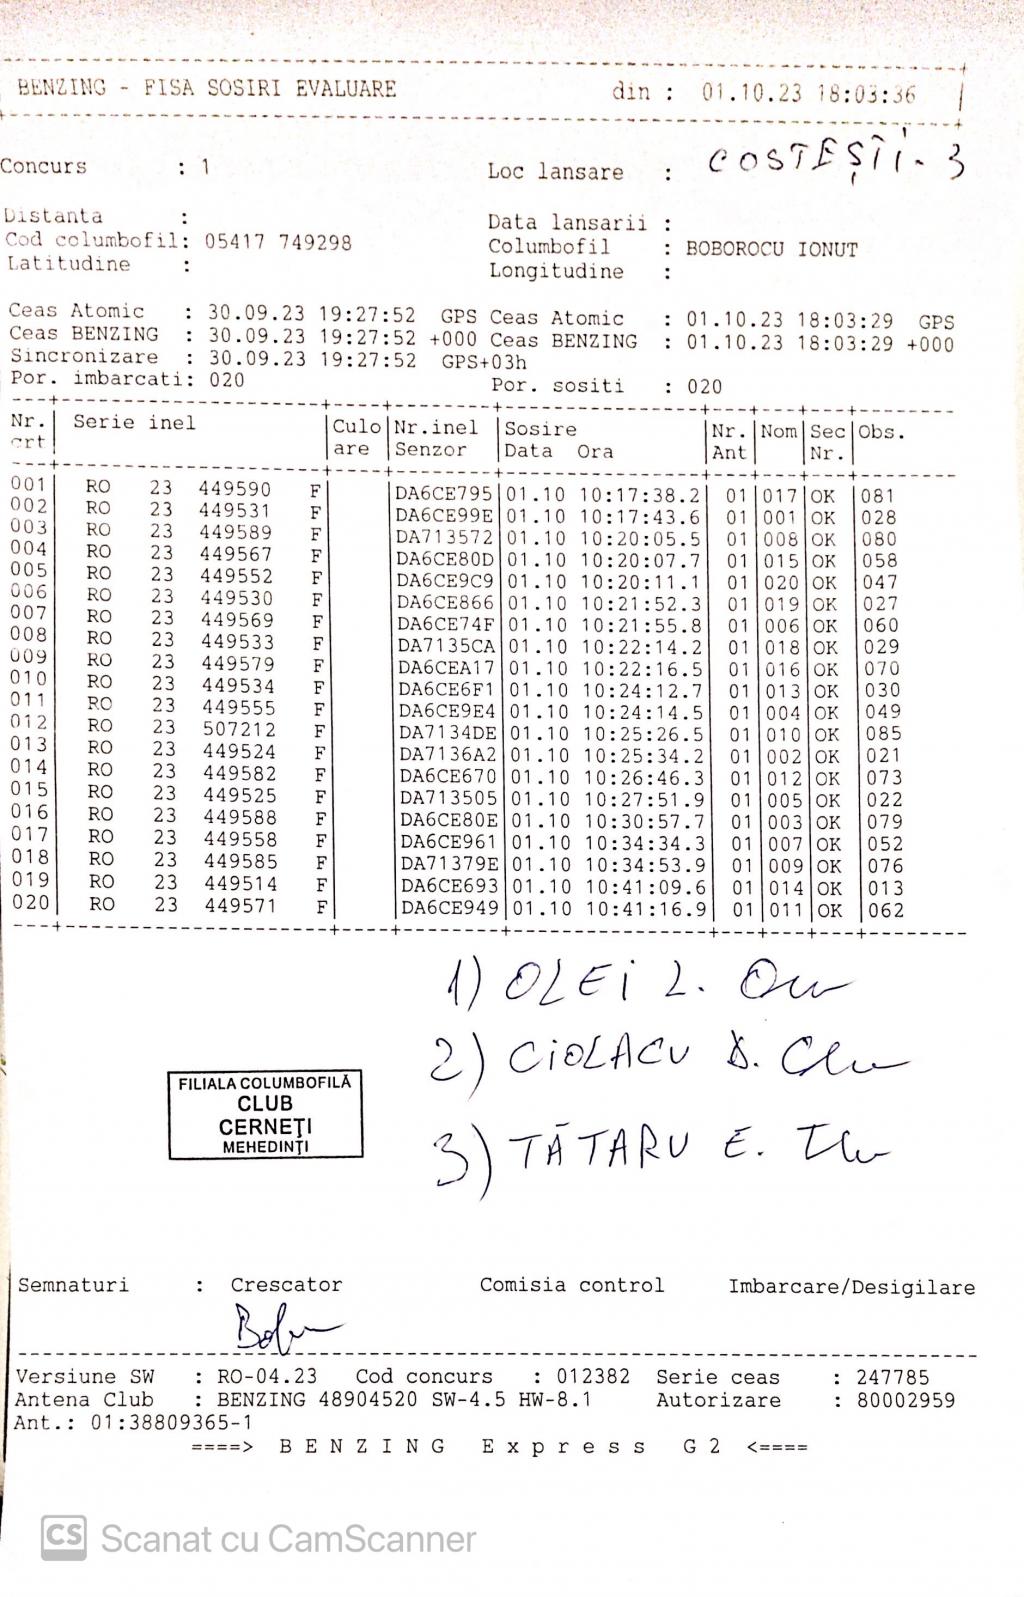 BENZING - FISA SOSIRI EVALUARE din : 01.10.23 18:03:36
Concurs : 1 Loc lansare : COSTEȘTI - 3
Distanta : Data lansarii :
Cod columbofil: 05417 749298 Columbofil : BOBOROCU IONUT
Latitudine : Longitudine :
Ceas Atomic : 30.09.23 19:27:52 GPS Ceas Atomic : 01.10.23 18:03:29 GPS
Ceas BENZING : 30.09.23 19:27:52 +000 Ceas BENZING : 01.10.23 18:03:29 +000
Sincronizare : 30.09.23 19:27:52 GPS+03h
Por. imbarcati: 020 Por. sositi : 020
Nr. Serie inel Culo Nr.inel Sosire Nr. Nom Sec Obs.
crt are Senzor Data Ora Ant Nr.
001 RO 23 449590 F DA6CE795 01.10 10:17:38.2 01 017 OK 081
002 RO 23 449531 F DA6CE99E 01.10 10:17:43.6 01 001 OK 028
003 RO 23 449589 F DA713572 01.10 10:20:05.5 01 008 OK 080
004 RO 23 449567 F DA6CE80D 01.10 10:20:07.7 01 015 OK 058
005 RO 23 449552 F DA6CE9C9 01.10 10:20:11.1 01 020 OK 047
006 RO 23 449530 F DA6CE866 01.10 10:21:52.3 01 019 OK 027
007 RO 23 449569 F DA6CE74F 01.10 10:21:55.8 01 006 OK 060
008 RO 23 449533 F DA7135CA 01.10 10:22:14.2 01 018 OK 029
009 RO 23 449579 F DA6CEA17 01.10 10:22:16.5 01 016 OK 070
010 RO 23 449534 F DA6CE6F1 01.10 10:24:12.7 01 013 OK 030
011 RO 23 449555 F DA6CE9E4 01.10 10:24:14.5 01 004 OK 049
012 RO 23 507212 F DA7134DE 01.10 10:25:26.5 01 010 OK 085
013 RO 23 449524 F DA7136A2 01.10 10:25:34.2 01 002 OK 021
014 RO 23 449582 F DA6CE670 01.10 10:26:46.3 01 012 OK 073
015 RO 23 449525 F DA713505 01.10 10:27:51.9 01 005 OK 022
016 RO 23 449588 F DA6CE80E 01.10 10:30:57.7 01 003 OK 079
017 RO 23 449558 F DA6CE961 01.10 10:34:34.3 01 007 OK 052
018 RO 23 449585 F DA71379E 01.10 10:34:53.9 01 009 OK 076
019 RO 23 449514 F DA6CE693 01.10 10:41:09.6 01 014 OK 013
020 RO 23 449571 F DA6CE949 01.10 10:41:16.9 01 011 OK 062
1) OLEI L.
2) CIOLACU D.
3) TĂTARU E.
FILIALA COLUMBOFILĂ
CLUB
CERNEȚI
MEHEDINȚI
Semnaturi : Crescator Comisia control Imbarcare/Desigilare
Versiune SW : RO-04.23 Cod concurs : 012382 Serie ceas : 247785
Antena Club : BENZING 48904520 SW-4.5 HW-8.1 Autorizare : 80002959
Ant.: 01:38809365-1
====> B E N Z I N G E x p r e s s G 2 <====
CS Scanat cu CamScanner